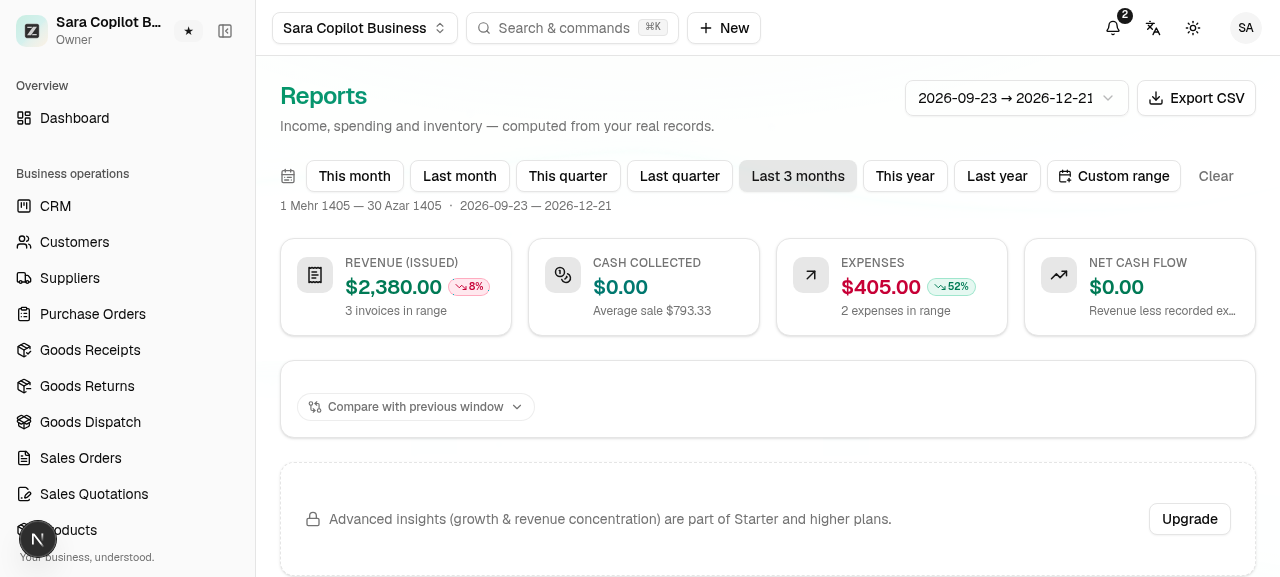 Sara Copilot B...
Owner
Overview
Dashboard
Business operations
CRM
Customers
Suppliers
Purchase Orders
Goods Receipts
Goods Returns
Goods Dispatch
Sales Orders
Sales Quotations
oducts
N
Your business, understood.
Sara Copilot Business
Search & commands ⌘K
+ New
2
SA
Reports
Income, spending and inventory — computed from your real records.
2026-09-23 → 2026-12-21
Export CSV
This month
Last month
This quarter
Last quarter
Last 3 months
This year
Last year
Custom range
Clear
1 Mehr 1405 — 30 Azar 1405 · 2026-09-23 — 2026-12-21
REVENUE (ISSUED)
$2,380.00 8%
3 invoices in range
CASH COLLECTED
$0.00
Average sale $793.33
EXPENSES
$405.00 52%
2 expenses in range
NET CASH FLOW
$0.00
Revenue less recorded ex...
Compare with previous window
Advanced insights (growth & revenue concentration) are part of Starter and higher plans.
Upgrade